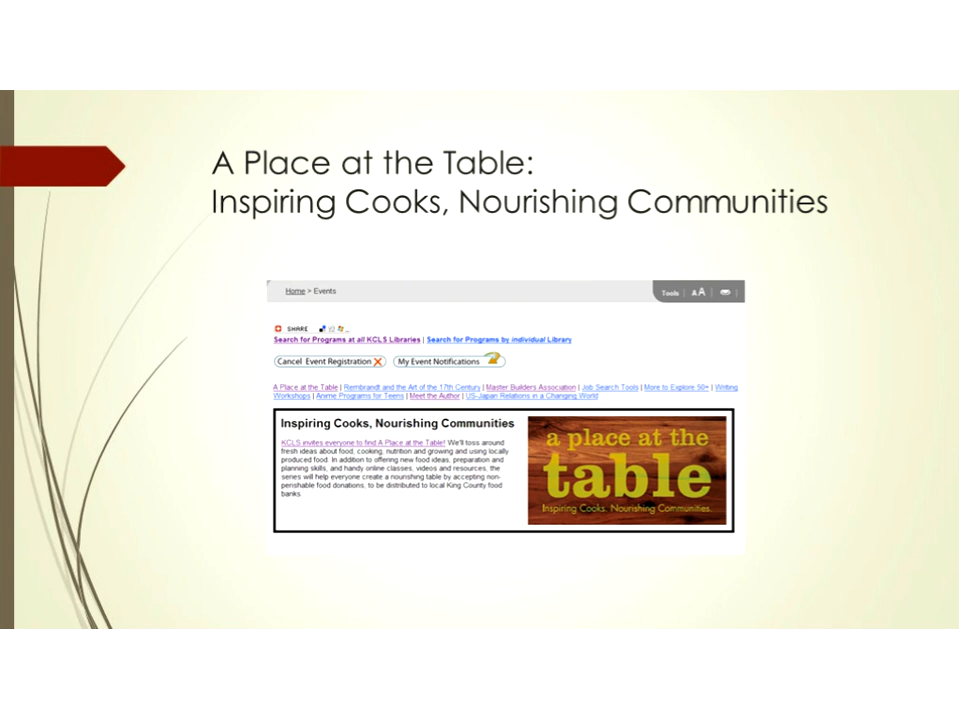 A Place at the Table:
Inspiring Cooks, Nourishing Communities
Home > Events
Tools | A A | |
SHARE
Search for Programs at all KCLS Libraries | Search for Programs by individual Library
Cancel Event Registration
My Event Notifications
A Place at the Table | Rembrandt and the Art of the 17th Century | Master Builders Association | Job Search Tools | More to Explore 50+ | Writing
Workshops | Anime Programs for Teens | Meet the Author | US-Japan Relations in a Changing World
Inspiring Cooks, Nourishing Communities
KCLS invites everyone to find A Place at the Table! We'll toss around
fresh ideas about food, cooking, nutrition and growing and using locally
produced food. In addition to offering new food ideas, preparation and
planning skills, and handy online classes, videos and resources, the
series will help everyone create a nourishing table by accepting non-
perishable food donations, to be distributed to local King County food
banks.
a place at the
table
Inspiring Cooks. Nourishing Communities.